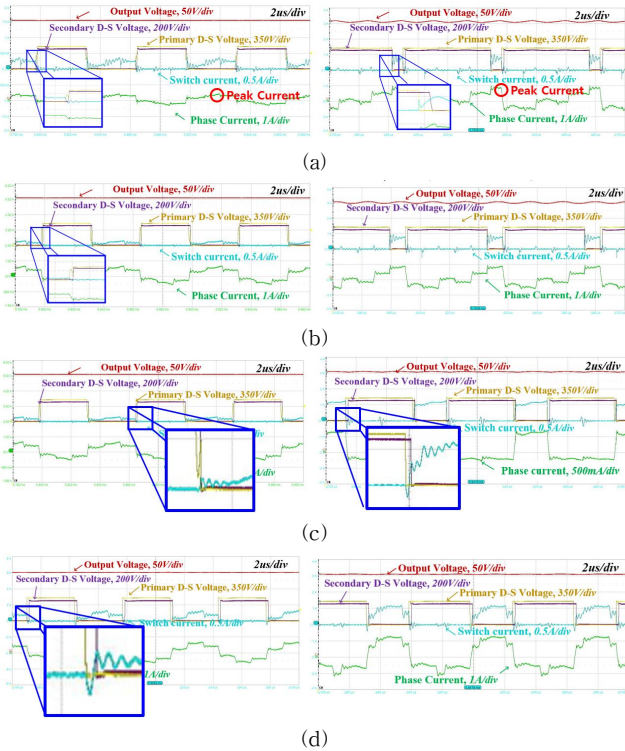 Output Voltage, 50V/div
2us/div
Secondary D-S Voltage, 200V/div
Primary D-S Voltage, 350V/div
Switch current, 0.5A/div
Peak Current
Phase Current, 1A/div
Output Voltage, 50V/div
2us/div
Secondary D-S Voltage, 200V/div
Primary D-S Voltage, 350V/div
Switch current, 0.5A/div
Peak Current
Phase Current, 1A/div
(a)
Output Voltage, 50V/div
2us/div
Secondary D-S Voltage, 200V/div
Primary D-S Voltage, 350V/div
Switch current, 0.5A/div
Phase Current, 1A/div
Output Voltage, 50V/div
2us/div
Secondary D-S Voltage, 200V/div
Primary D-S Voltage, 350V/div
Switch current, 0.5A/div
Phase Current, 1A/div
(b)
Output Voltage, 50V/div
2us/div
Secondary D-S Voltage, 200V/div
Primary D-S Voltage, 350V/div
Output Voltage, 50V/div
2us/div
Secondary D-S Voltage, 200V/div
Primary D-S Voltage, 350V/div
Switch current, 0.5A/div
Phase current, 500mA/div
(c)
Output Voltage, 50V/div
2us/div
Secondary D-S Voltage, 200V/div
Primary D-S Voltage, 350V/div
Switch current, 0.5A/div
1A/div
Output Voltage, 50V/div
2us/div
Secondary D-S Voltage, 200V/div
Primary D-S Voltage, 350V/div
Switch current, 0.5A/div
Phase Current, 1A/div
(d)